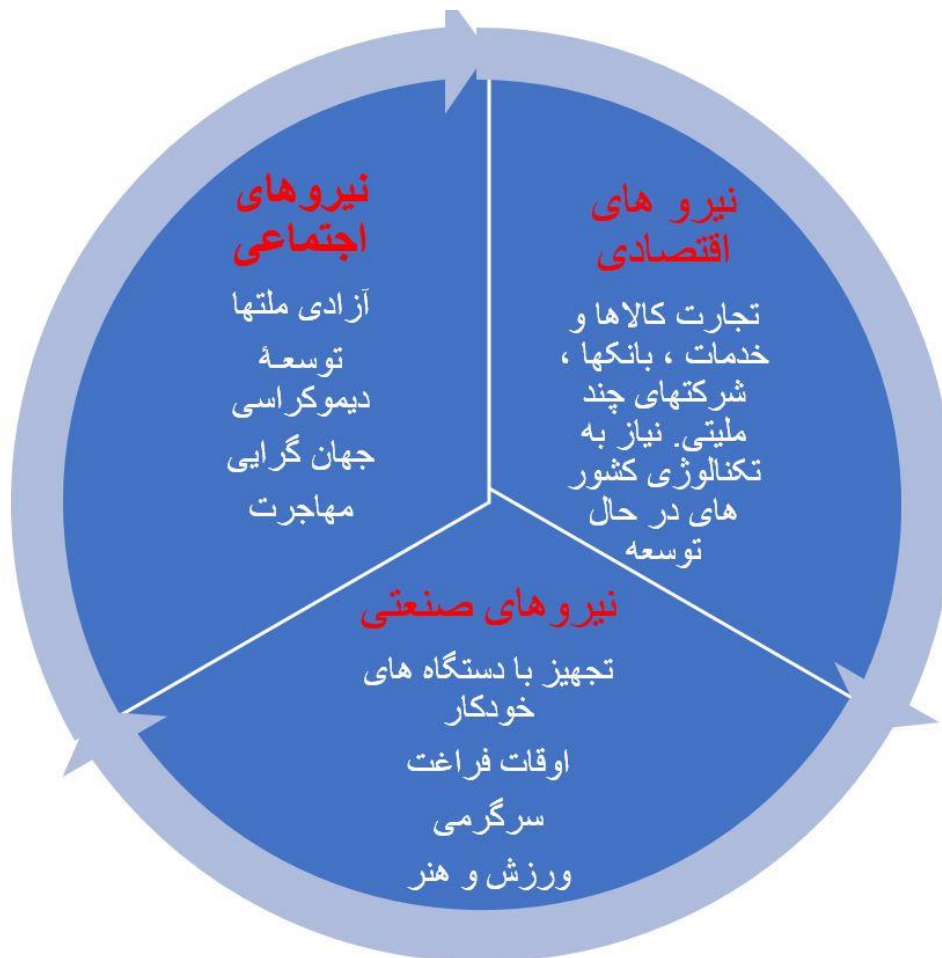 نیرو های
اقتصادی
تجارت کالاها و
خدمات ، بانکها ،
شرکتهای چند
ملیتی. نیاز به
تکنالوژی کشور
های در حال
توسعه
نیروهای صنعتی
تجهیز با دستگاه های
خودکار
اوقات فراغت
سرگرمی
ورزش و هنر
نیروهای
اجتماعی
آزادی ملتها
توسعۀ
دیموکراسی
جهان گرایی
مهاجرت